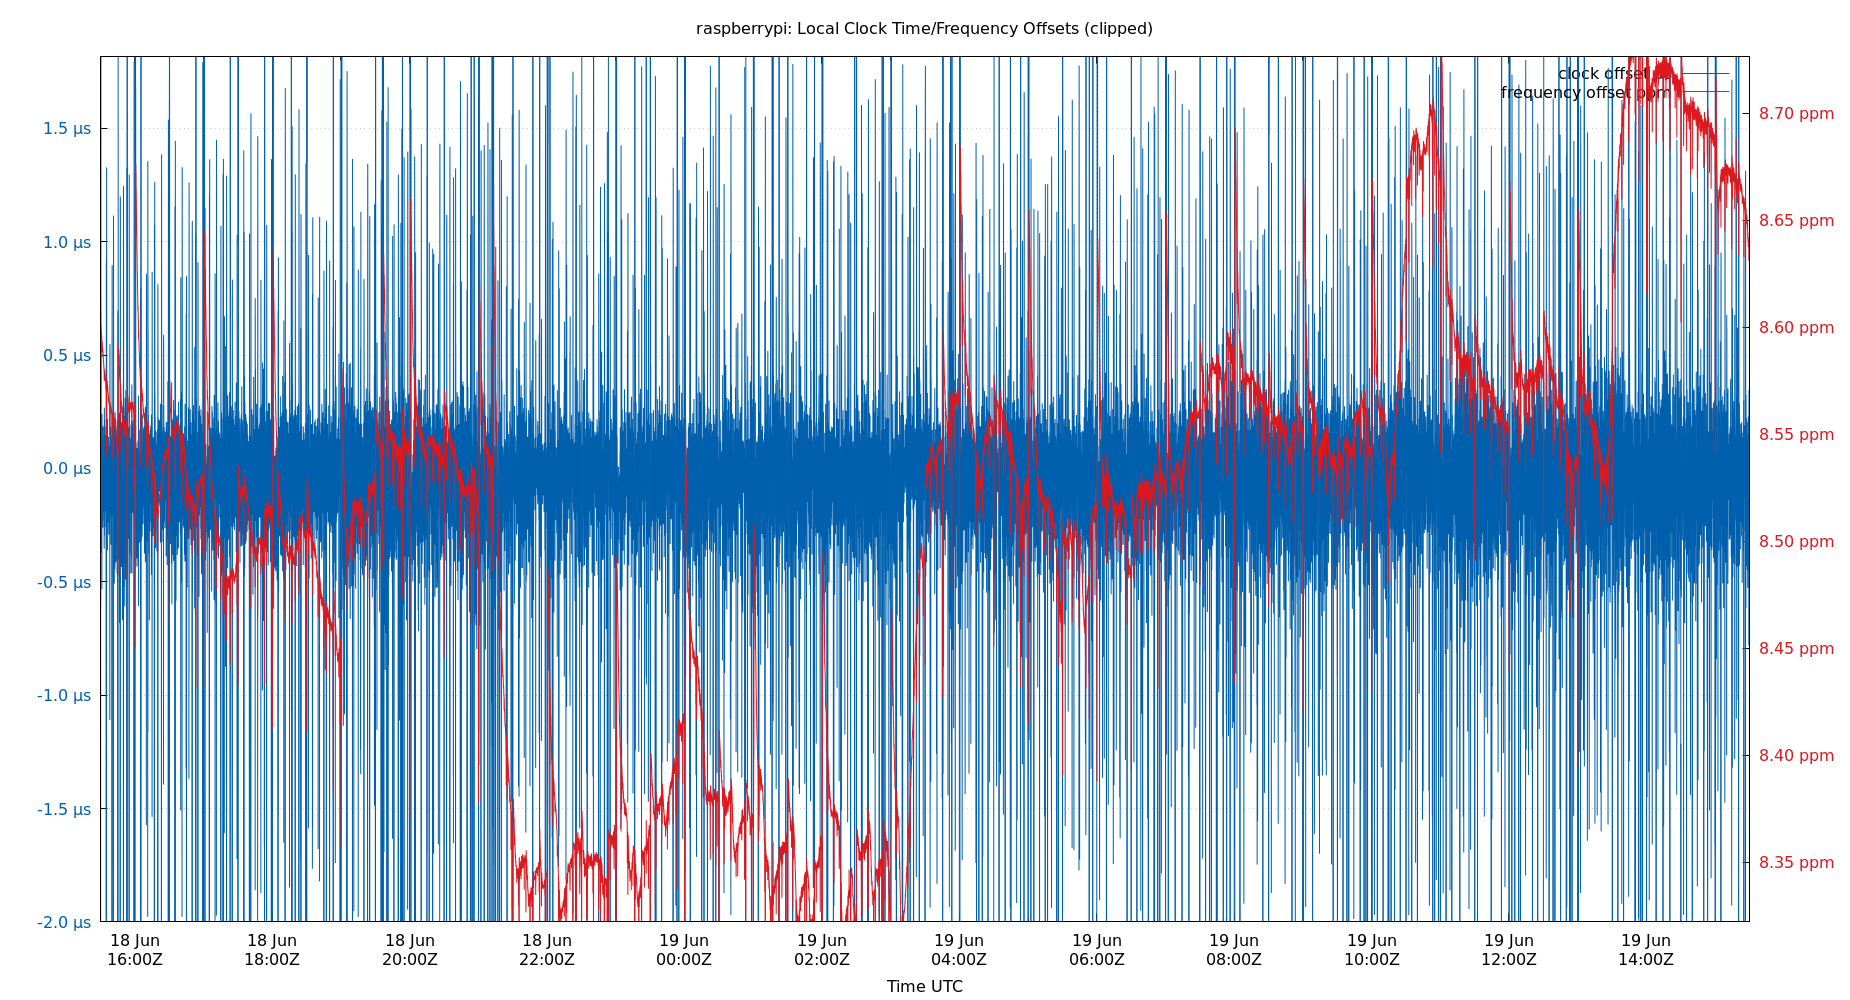 raspberrypi: Local Clock Time/Frequency Offsets (clipped)
clock offset
frequency offset ppm
1.5 µs
1.0 µs
0.5 µs
0.0 µs
-0.5 µs
-1.0 µs
-1.5 µs
-2.0 µs
8.70 ppm
8.65 ppm
8.60 ppm
8.55 ppm
8.50 ppm
8.45 ppm
8.40 ppm
8.35 ppm
18 Jun 18 Jun 18 Jun 18 Jun 19 Jun 19 Jun 19 Jun 19 Jun 19 Jun 19 Jun 19 Jun 19 Jun
16:00Z 18:00Z 20:00Z 22:00Z 00:00Z 02:00Z 04:00Z 06:00Z 08:00Z 10:00Z 12:00Z 14:00Z
Time UTC